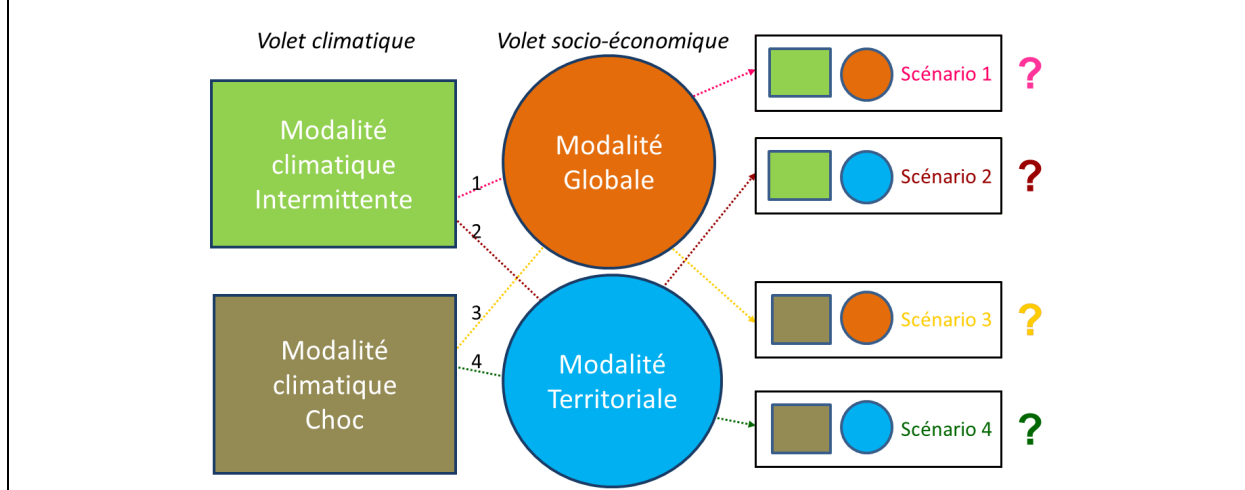 Volet climatique
Volet socio-économique
Modalité
climatique
Intermittente
Modalité
Globale
1
2
3
4
Modalité
climatique
Choc
Modalité
Territoriale
Scénario 1
?
Scénario 2
?
Scénario 3
?
Scénario 4
?